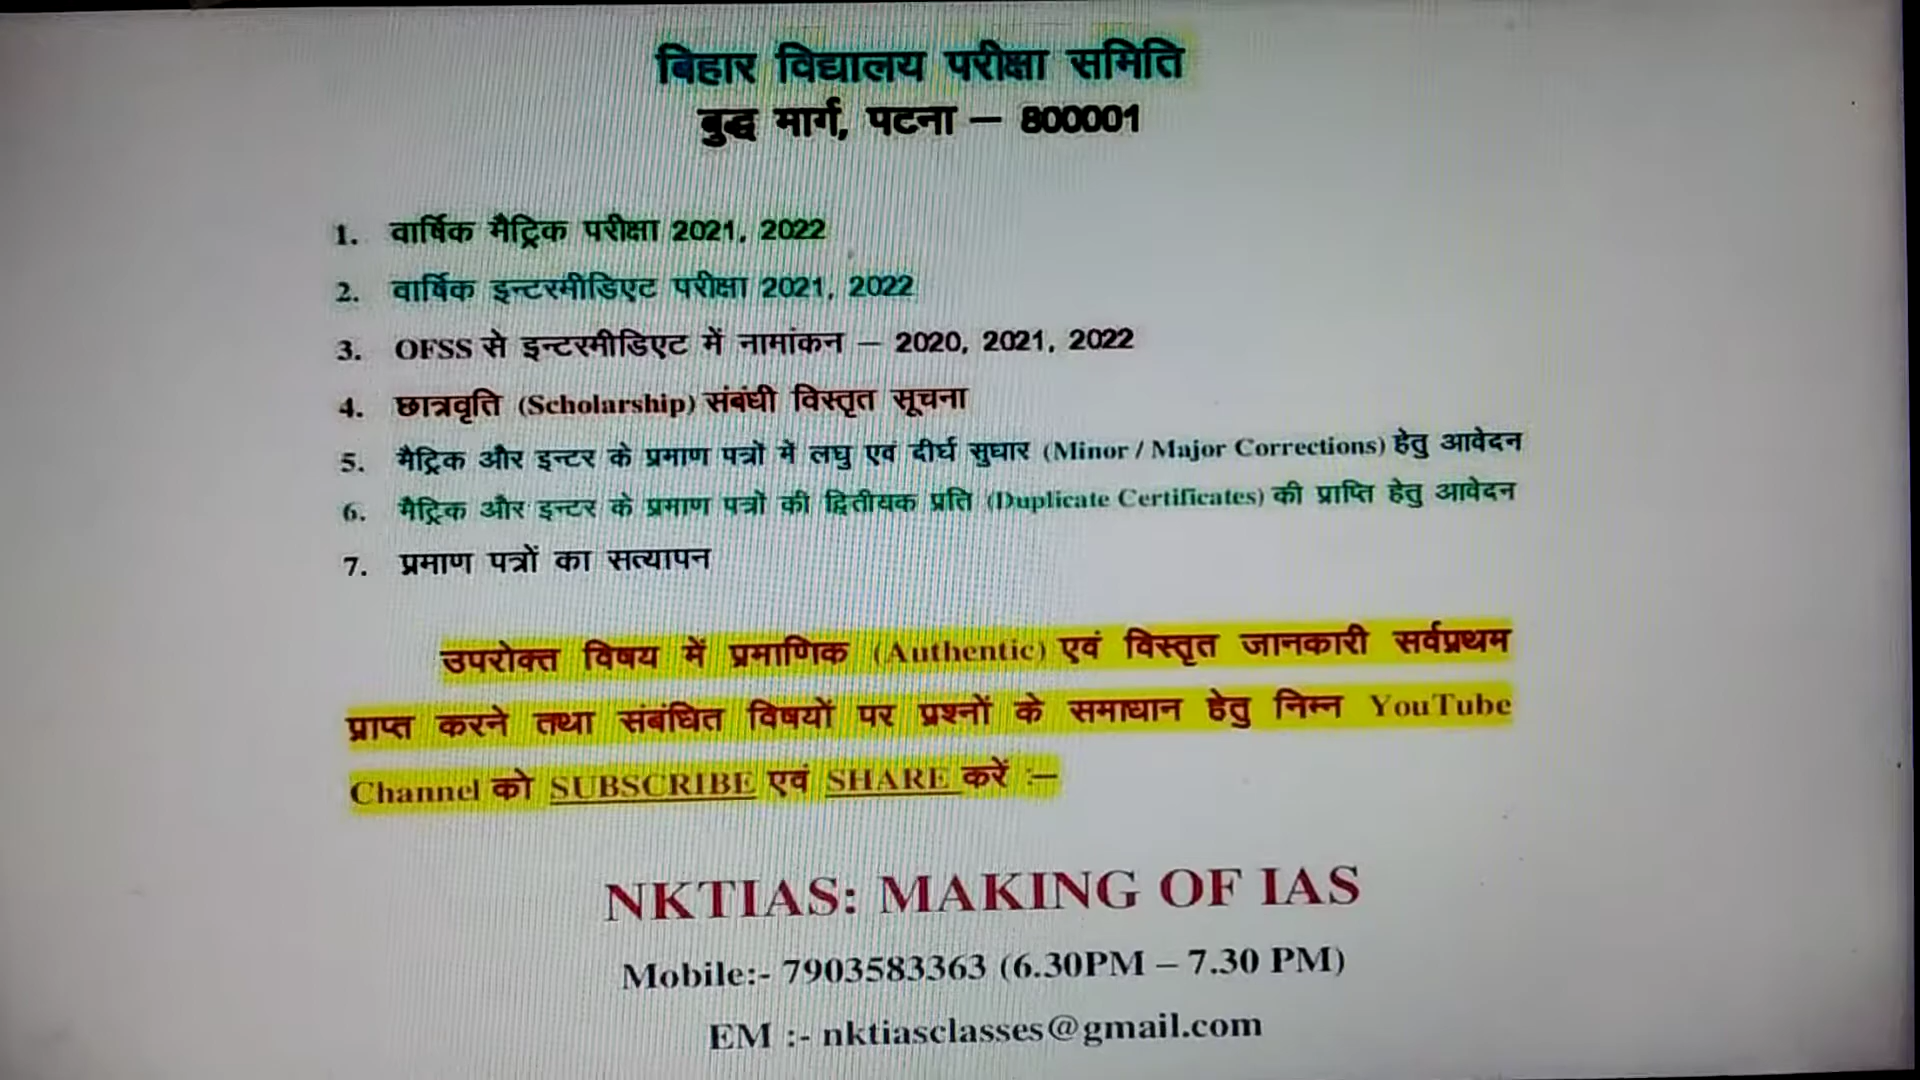 बिहार विद्यालय परीक्षा समिति
बुद्ध मार्ग, पटना – 800001
1. वार्षिक मैट्रिक परीक्षा 2021, 2022
2. वार्षिक इन्टरमीडिएट परीक्षा 2021, 2022
3. OFSS से इन्टरमीडिएट में नामांकन – 2020, 2021, 2022
4. छात्रवृति (Scholarship) संबंधी विस्तृत सूचना
5. मैट्रिक और इन्टर के प्रमाण पत्रो में लघु एवं दीर्घ सुधार (Minor / Major Corrections) हेतु आवेदन
6. मैट्रिक और इन्टर के प्रमाण पत्रो की द्वितीयक प्रति (Duplicate Certificates) की प्राप्ति हेतु आवेदन
7. प्रमाण पत्रों का सत्यापन
उपरोक्त विषय में प्रमाणिक (Authentic) एवं विस्तृत जानकारी सर्वप्रथम
प्राप्त करने तथा संबंधित विषयों पर प्रश्नों के समाधान हेतु निम्न YouTube
Channel को SUBSCRIBE एवं SHARE करें :–
NKTIAS: MAKING OF IAS
Mobile:- 7903583363 (6.30PM – 7.30 PM)
EM :- nktiasclasses@gmail.com